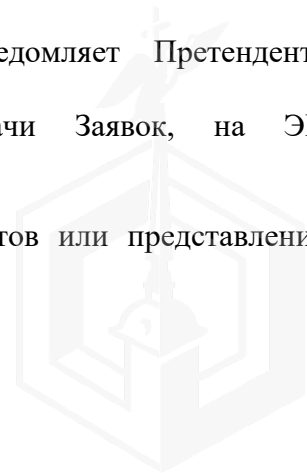 едомляет Претендент
ачи Заявок, на Э
тов или представлени